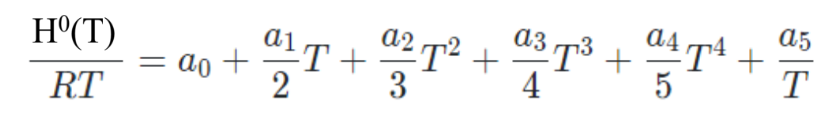 H⁰(T)/RT = a₀ + a₁/2 T + a₂/3 T² + a₃/4 T³ + a₄/5 T⁴ + a₅/T